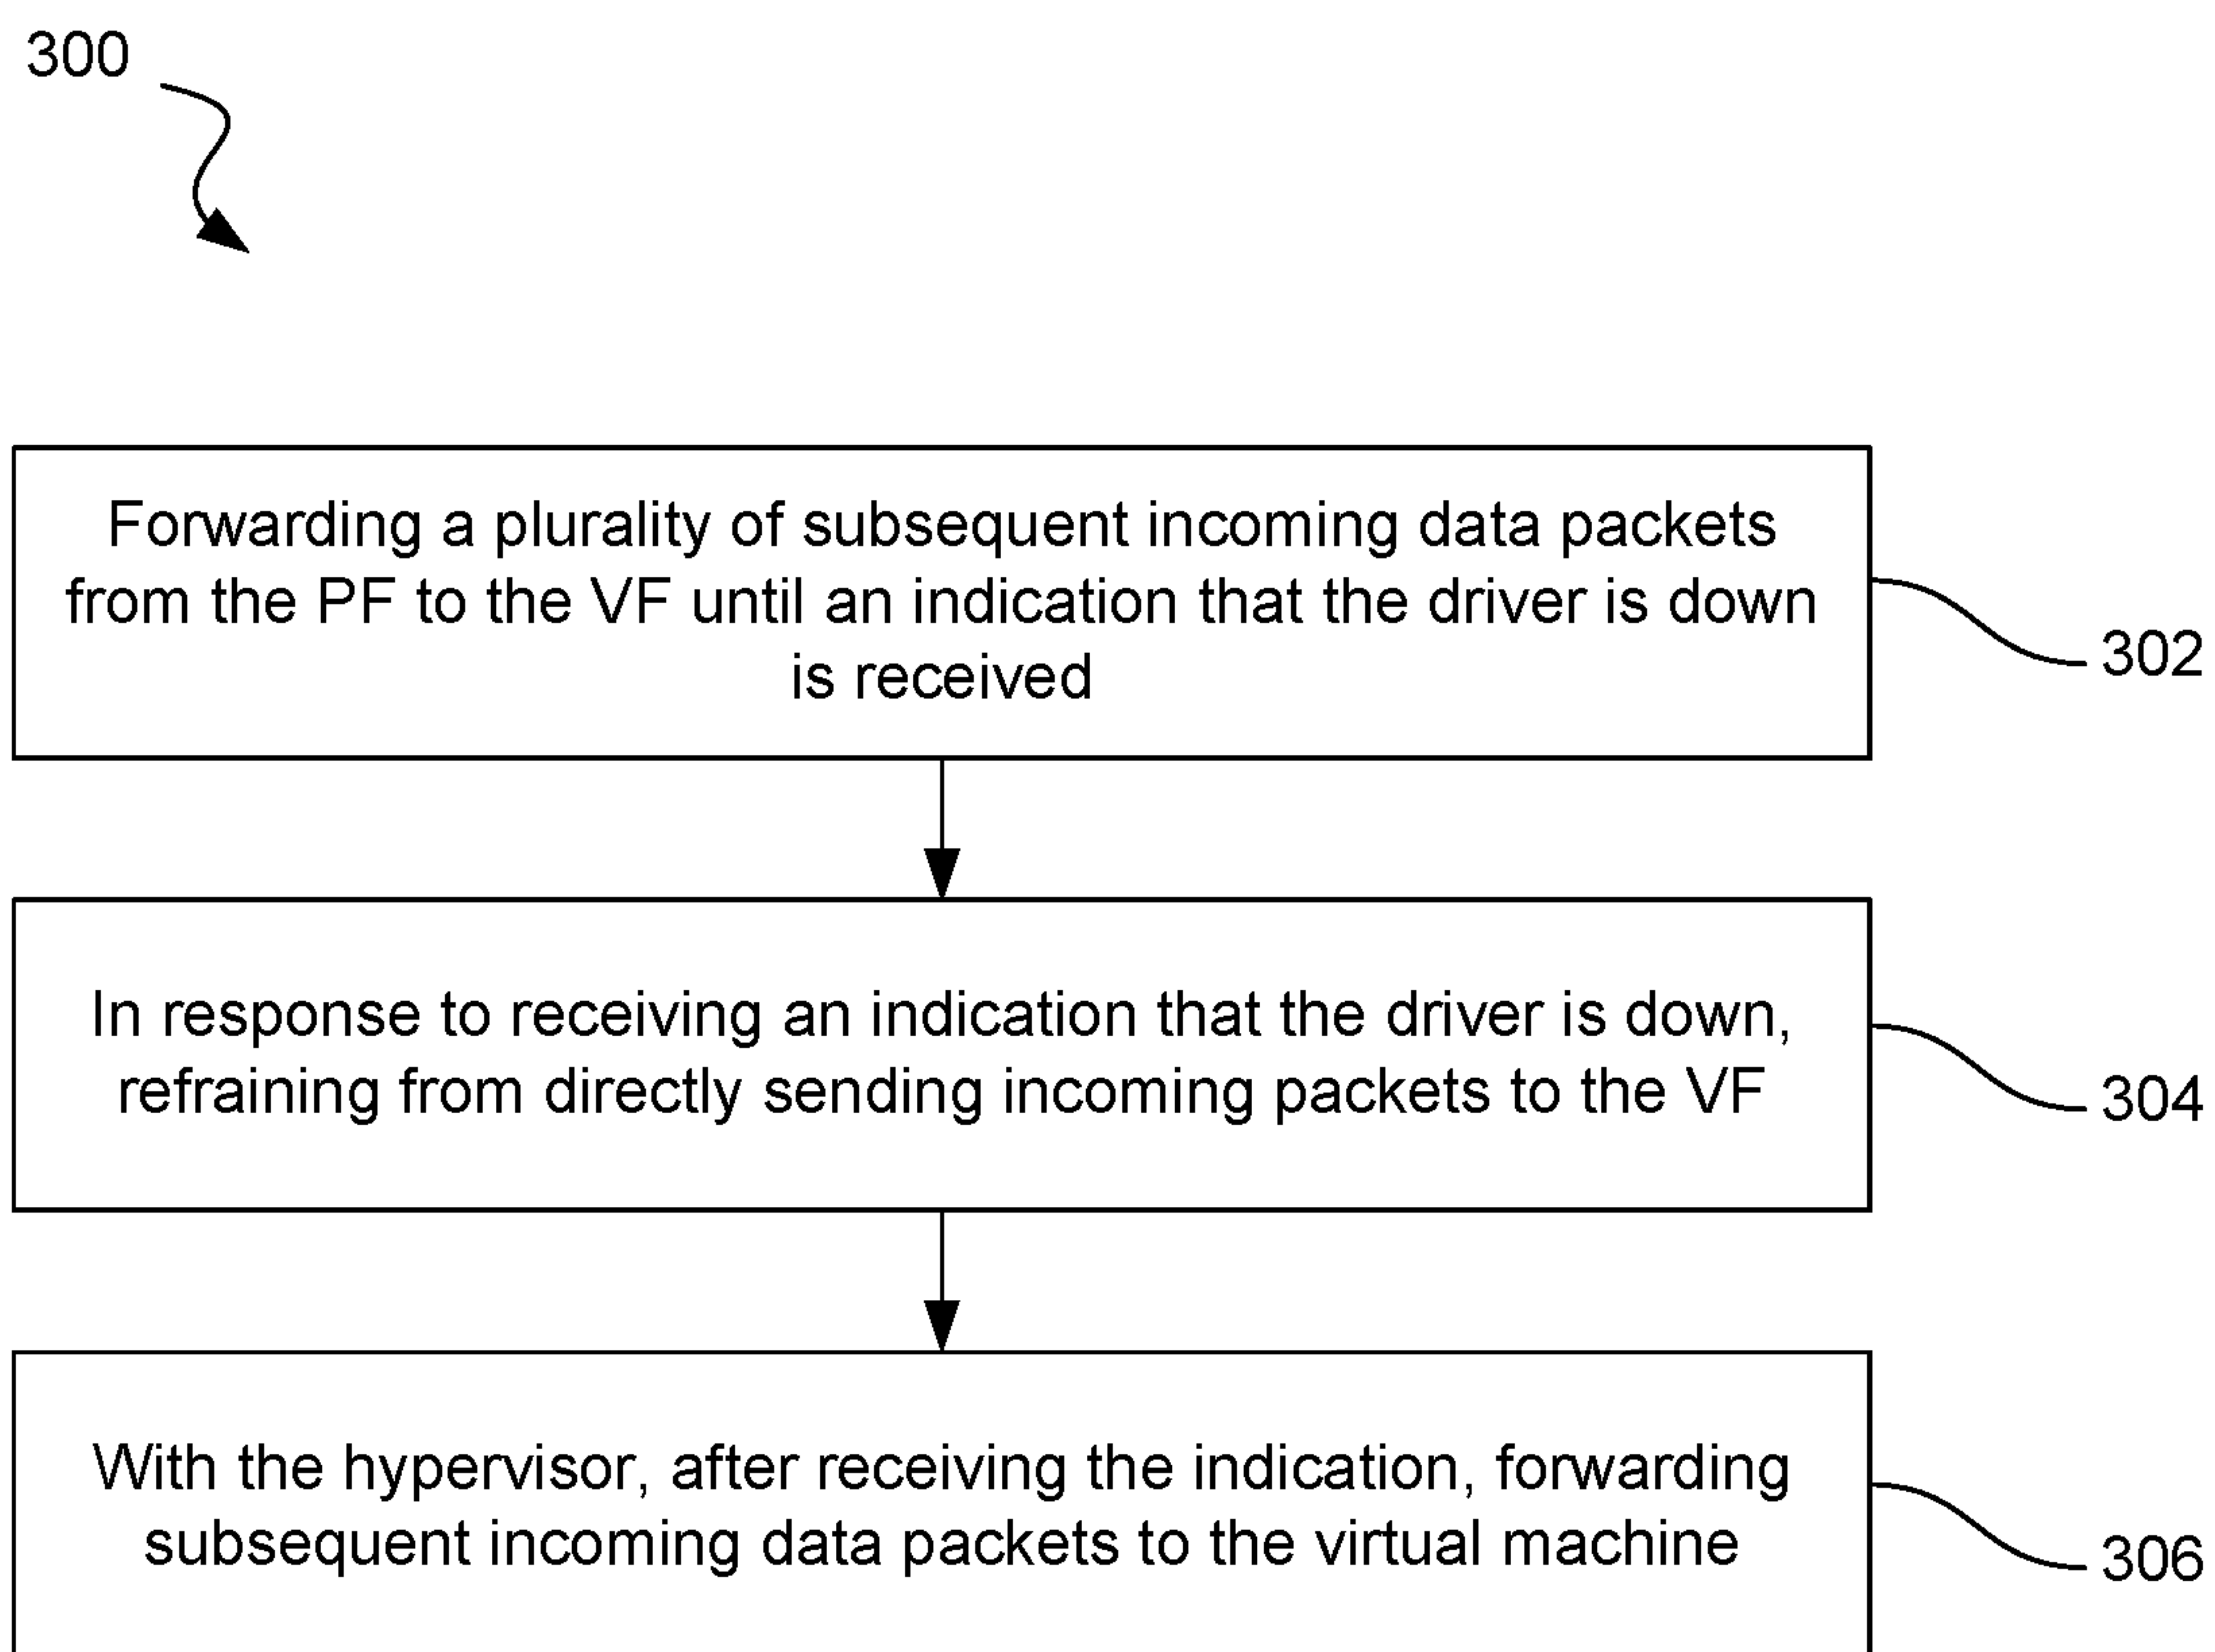 300
Forwarding a plurality of subsequent incoming data packets
from the PF to the VF until an indication that the driver is down
is received
302
In response to receiving an indication that the driver is down,
refraining from directly sending incoming packets to the VF
304
With the hypervisor, after receiving the indication, forwarding
subsequent incoming data packets to the virtual machine
306